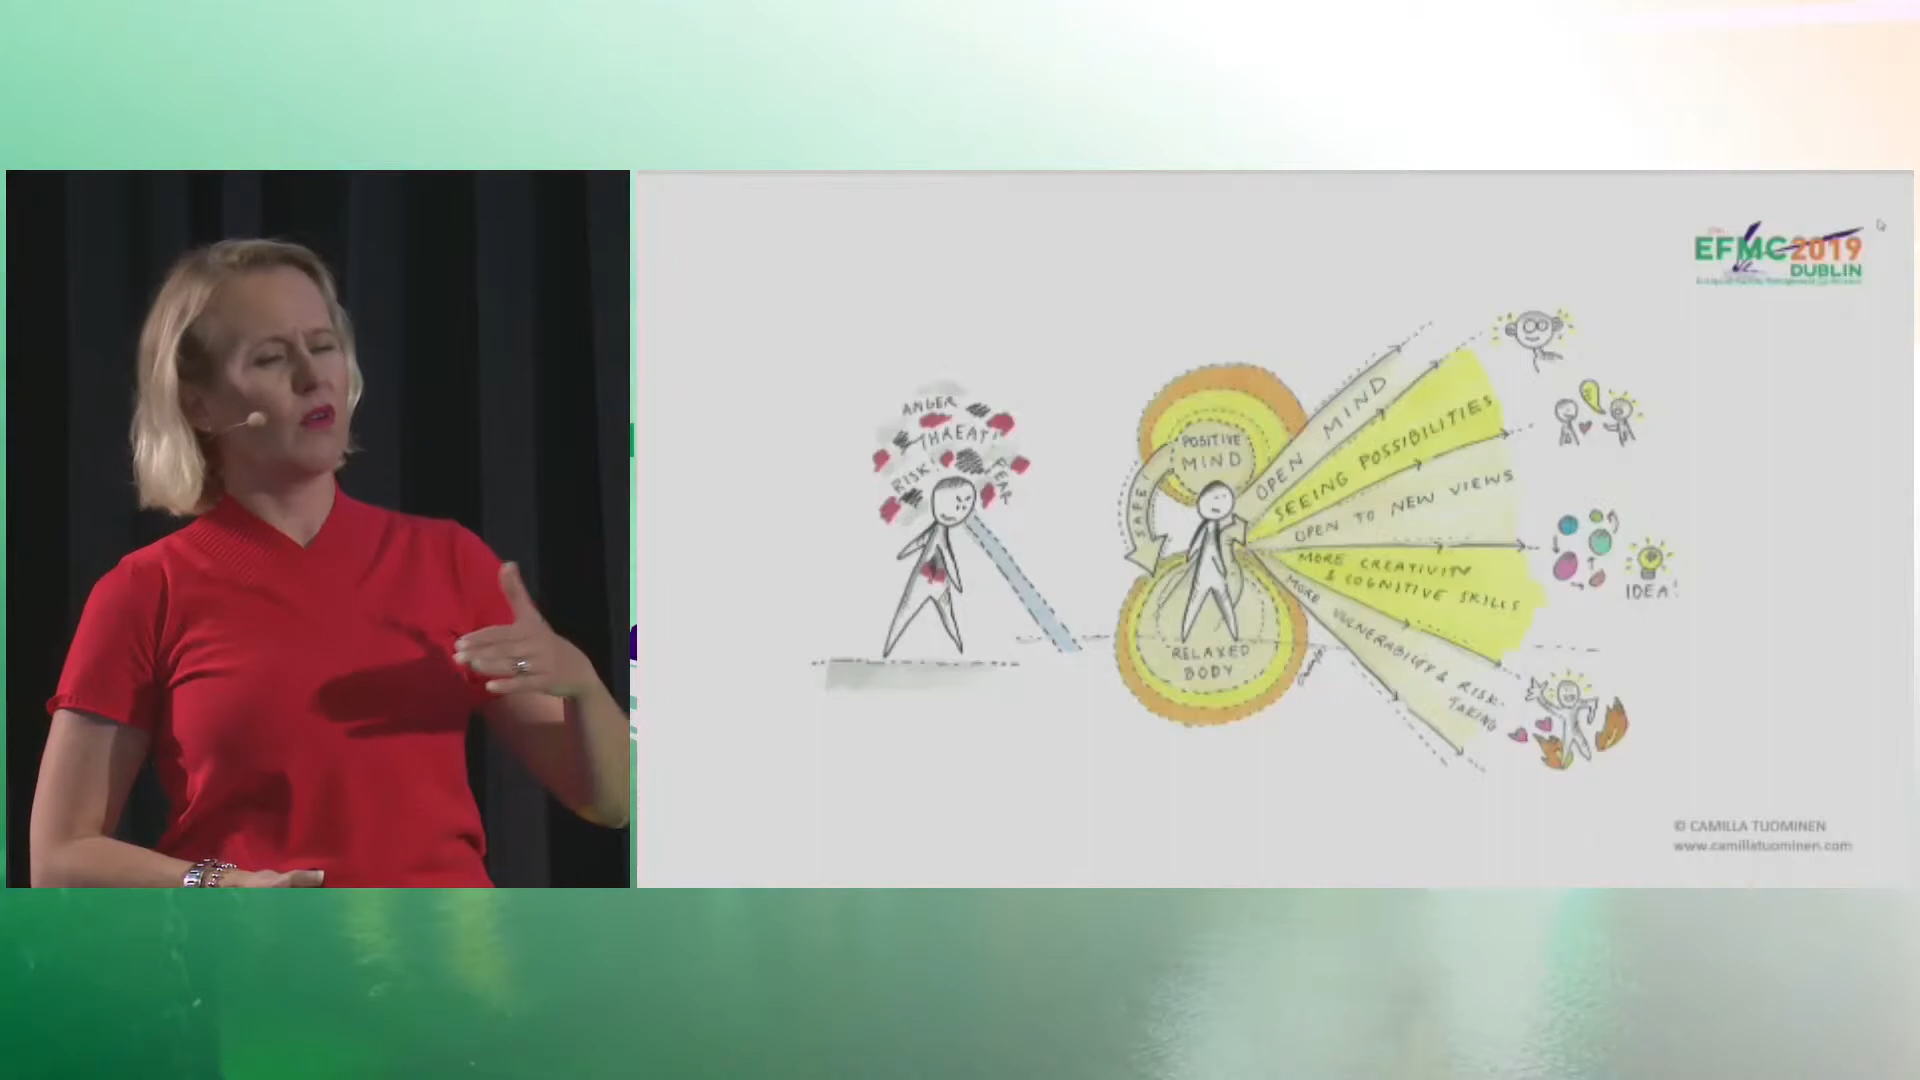 EFMC2019
DUBLIN
ANGER
THREAT!
RISK!
FEAR
POSITIVE
MIND
SAFE!
RELAXED
BODY
OPEN MIND
SEEING POSSIBILITIES
OPEN TO NEW VIEWS
MORE CREATIVITY
& COGNITIVE SKILLS
MORE VULNERABILITY & RISK-
TAKING
IDEA!
© CAMILLA TUOMINEN
www.camillatuominen.com